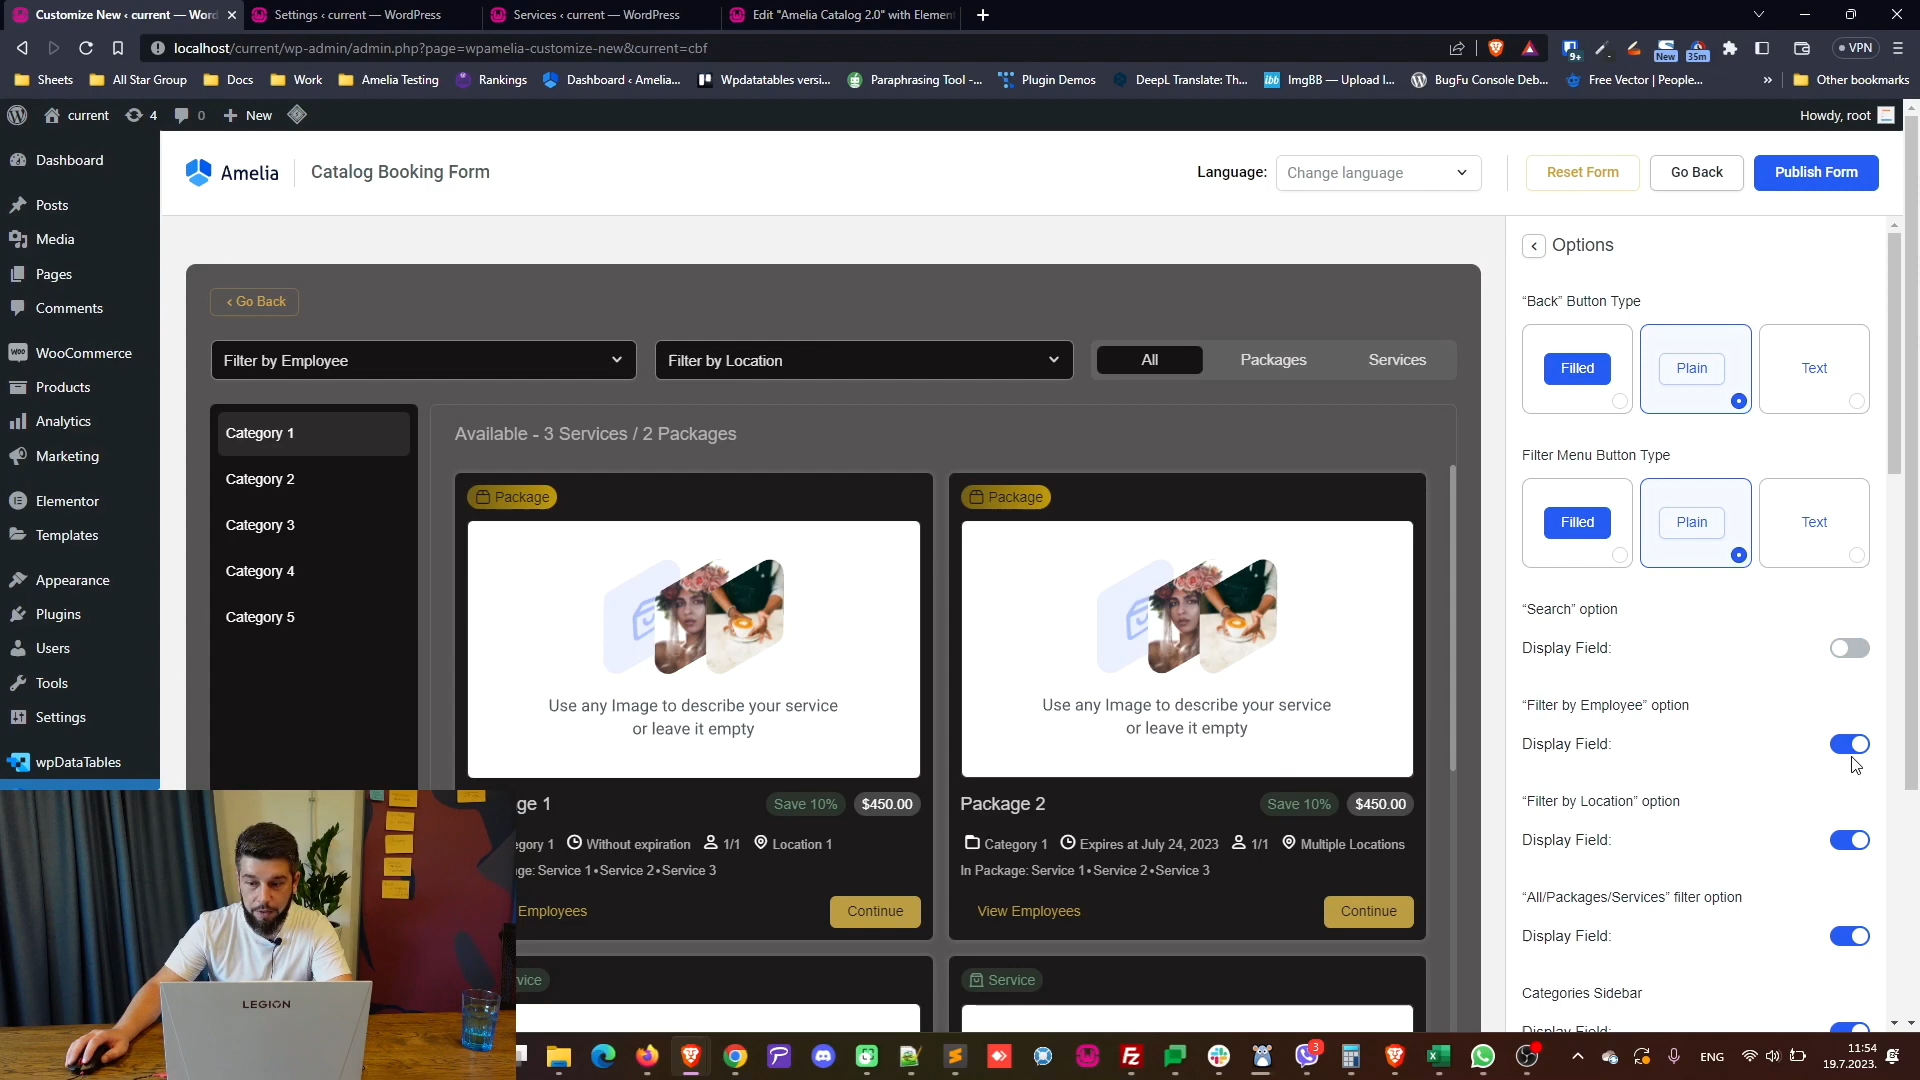 Customize New ‹ current — Word
Settings ‹ current — WordPress
Services ‹ current — WordPress
Edit "Amelia Catalog 2.0" with Elemen
localhost/current/wp-admin/admin.php?page=wpamelia-customize-new&current=cbf
9+
New
35m
VPN
Sheets
All Star Group
Docs
Work
Amelia Testing
Rankings
Dashboard ‹ Amelia...
Wpdatatables versi...
Paraphrasing Tool -...
Plugin Demos
DeepL Translate: Th...
ibb
ImgBB — Upload I...
BugFu Console Deb...
Free Vector | People...
»
Other bookmarks
current
4
0
New
Howdy, root
Dashboard
Posts
Media
Pages
Comments
WooCommerce
Products
Analytics
Marketing
Elementor
Templates
Appearance
Plugins
Users
Tools
Settings
wpDataTables
Amelia
Catalog Booking Form
Language:
Change language
Reset Form
Go Back
Publish Form
‹ Go Back
Filter by Employee
Filter by Location
All
Packages
Services
Category 1
Category 2
Category 3
Category 4
Category 5
Available - 3 Services / 2 Packages
Package
Use any Image to describe your service
or leave it empty
ge 1
Save 10%
$450.00
egory 1
Without expiration
1/1
Location 1
ge: Service 1•Service 2•Service 3
Employees
Continue
Package
Use any Image to describe your service
or leave it empty
Package 2
Save 10%
$450.00
Category 1
Expires at July 24, 2023
1/1
Multiple Locations
In Package: Service 1•Service 2•Service 3
View Employees
Continue
vice
Service
Options
“Back” Button Type
Filled
Plain
Text
Filter Menu Button Type
Filled
Plain
Text
“Search” option
Display Field:
“Filter by Employee” option
Display Field:
“Filter by Location” option
Display Field:
“All/Packages/Services” filter option
Display Field:
Categories Sidebar
Display Field:
LEGION
3
ENG
11:54
19.7.2023.